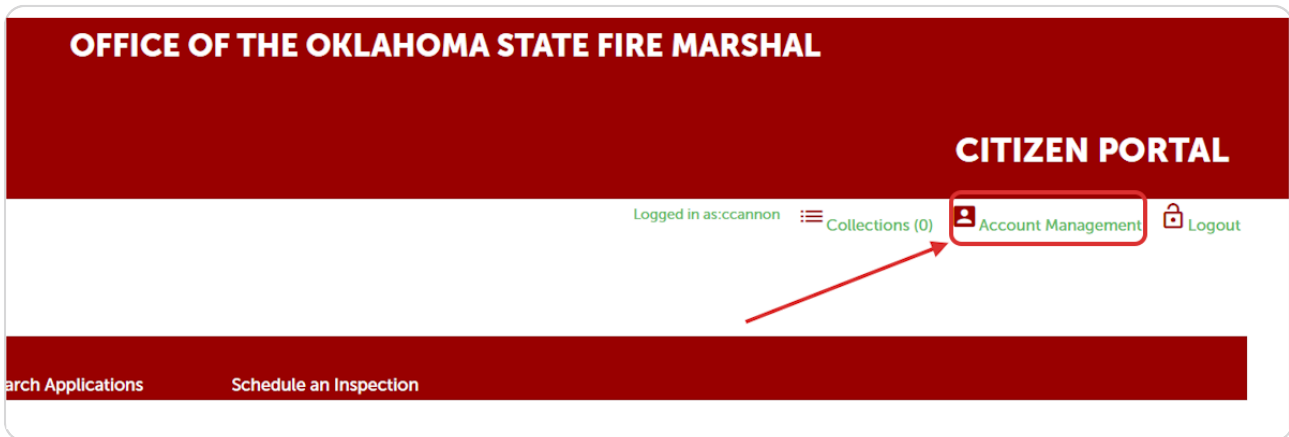 OFFICE OF THE OKLAHOMA STATE FIRE MARSHAL
CITIZEN PORTAL
Logged in as:ccannon Collections (0) Account Management Logout
arch Applications Schedule an Inspection